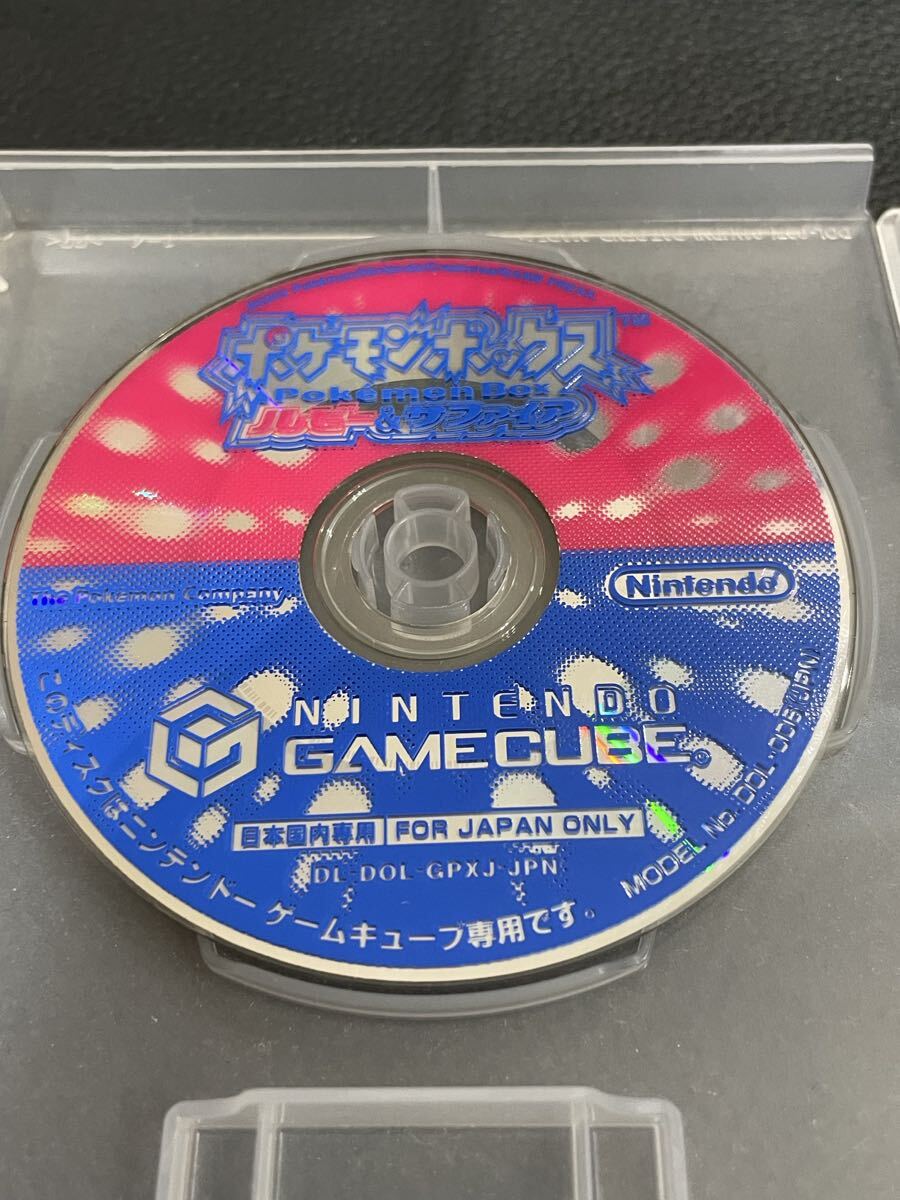 ポケモンボックス™
Pokémon Box
ルビー&サファイア
The Pokémon Company
Nintendo
NINTENDO
GAMECUBE®
日本国内専用 FOR JAPAN ONLY
DL-DOL-GPXJ-JPN
このディスクはニンテンドーゲームキューブ専用です。
MODEL No. DOL-006(JPN)